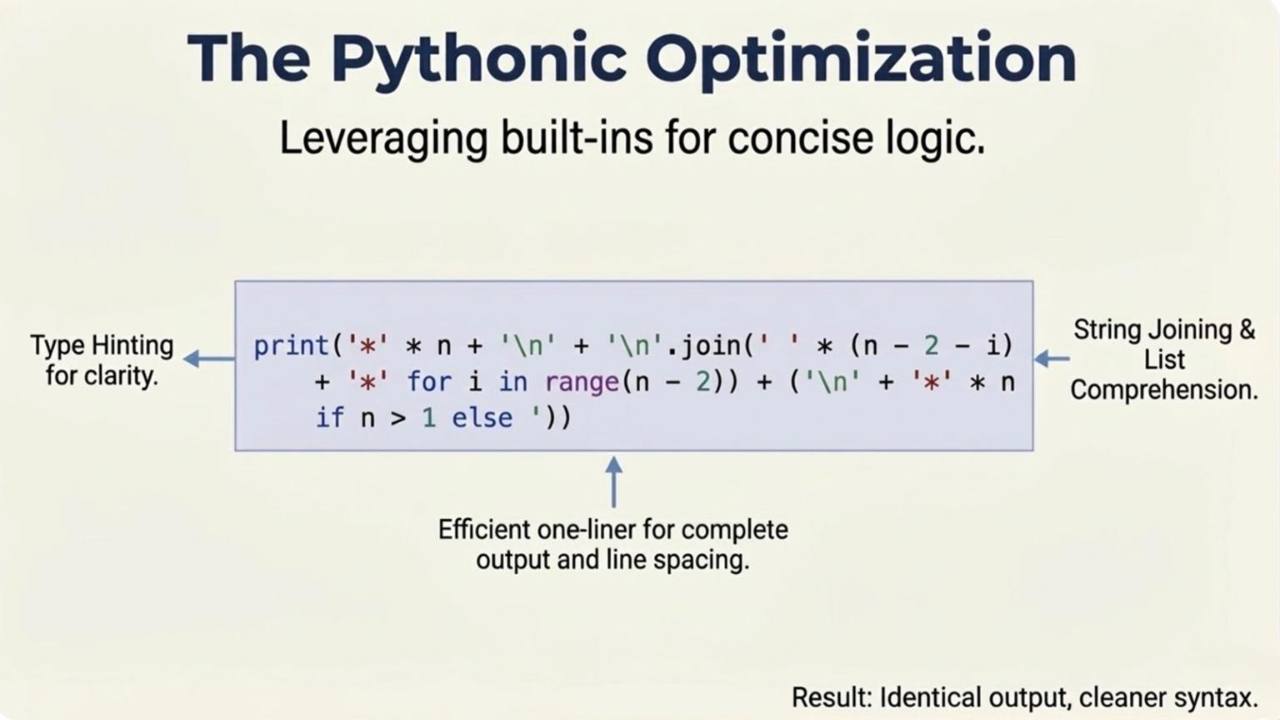 The Pythonic Optimization
Leveraging built-ins for concise logic.
Type Hinting
for clarity.
print('*' * n + '\n' + '\n'.join(' ' * (n - 2 - i)
+ '*' for i in range(n - 2)) + ('\n' + '*' * n
if n > 1 else '))
String Joining &
List
Comprehension.
Efficient one-liner for complete
output and line spacing.
Result: Identical output, cleaner syntax.